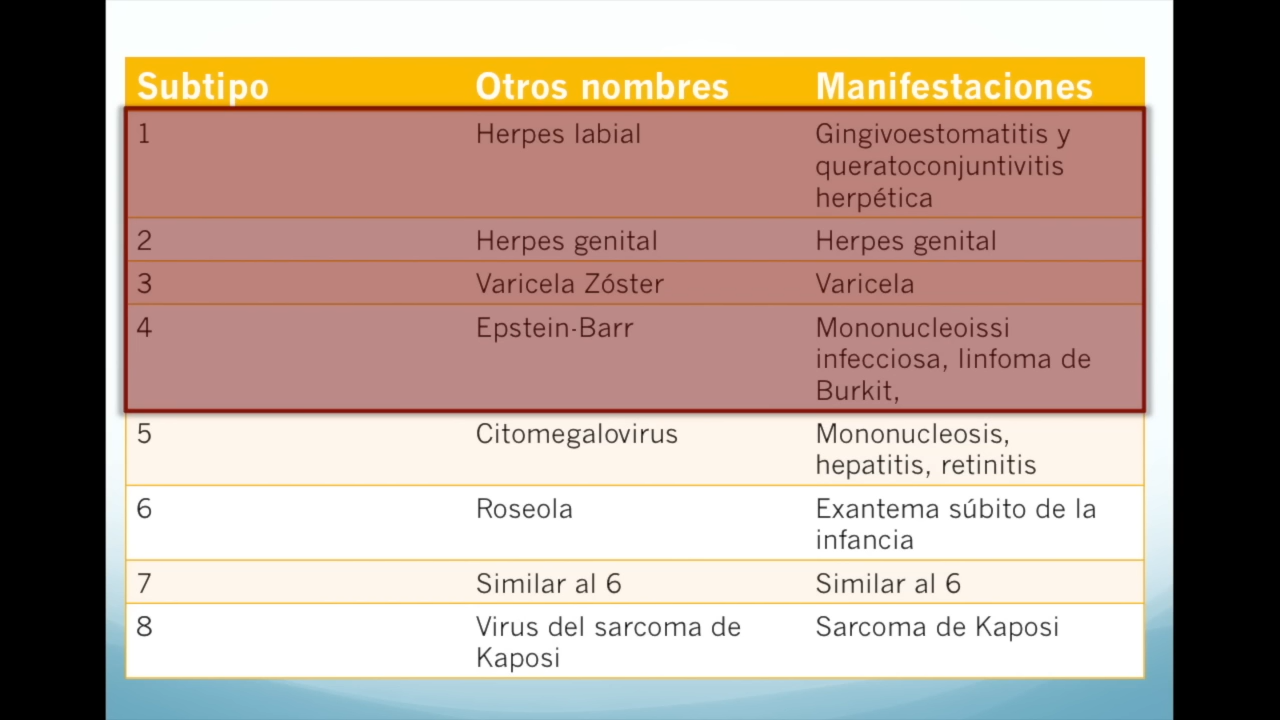 Subtipo Otros nombres Manifestaciones
1 Herpes labial Gingivoestomatitis y
queratoconjuntivitis
herpética
2 Herpes genital Herpes genital
3 Varicela Zóster Varicela
4 Epstein-Barr Mononucleoissi
infecciosa, linfoma de
Burkit,
5 Citomegalovirus Mononucleosis,
hepatitis, retinitis
6 Roseola Exantema súbito de la
infancia
7 Similar al 6 Similar al 6
8 Virus del sarcoma de Sarcoma de Kaposi
Kaposi